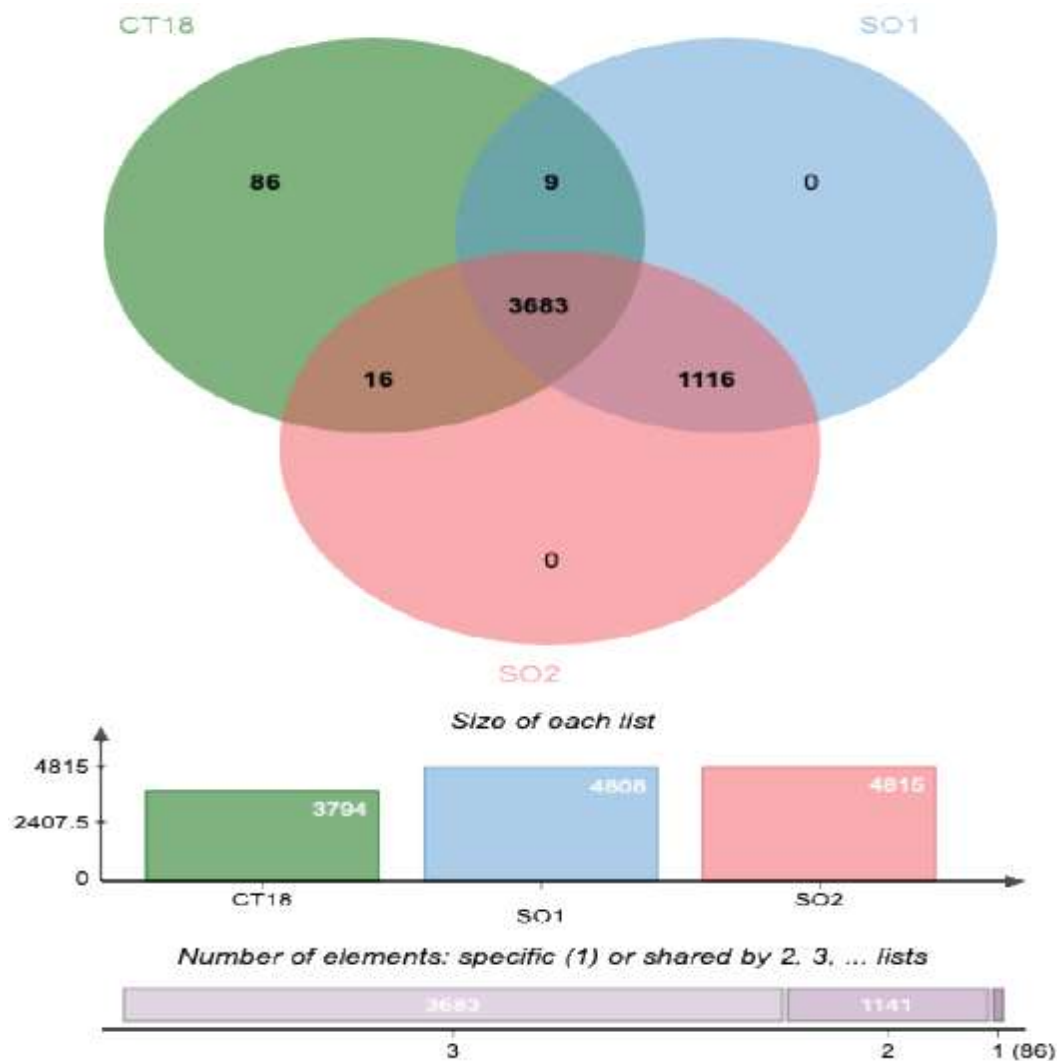 CT18 SO1
86 9 0
3683
16 1116
0
SO2
Size of each list
4815
2407.5
0
3794 4808 4815
CT18 SO1 SO2
Number of elements: specific (1) or shared by 2, 3, ... lists
3683 1141
3 2 1 (86)